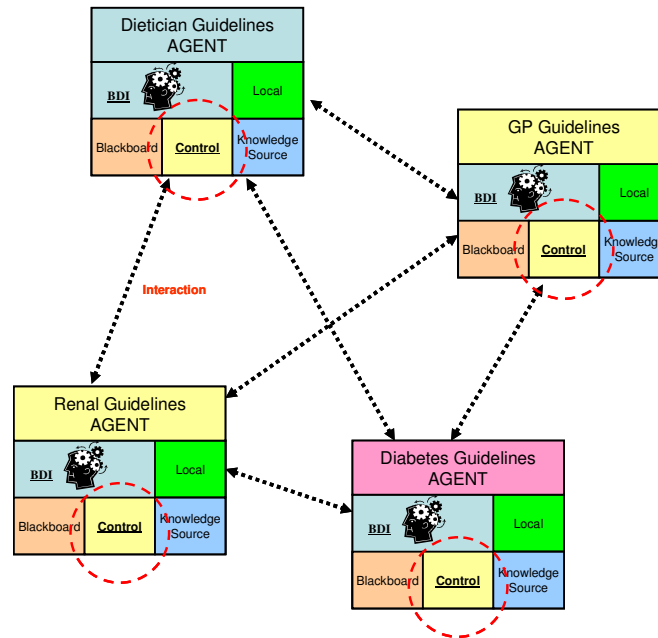 Dietician Guidelines
AGENT
BDI
Local
Blackboard
Control
Knowledge
Source
GP Guidelines
AGENT
BDI
Local
Blackboard
Control
Knowledge
Source
Interaction
Renal Guidelines
AGENT
BDI
Local
Blackboard
Control
Knowledge
Source
Diabetes Guidelines
AGENT
BDI
Local
Blackboard
Control
Knowledge
Source